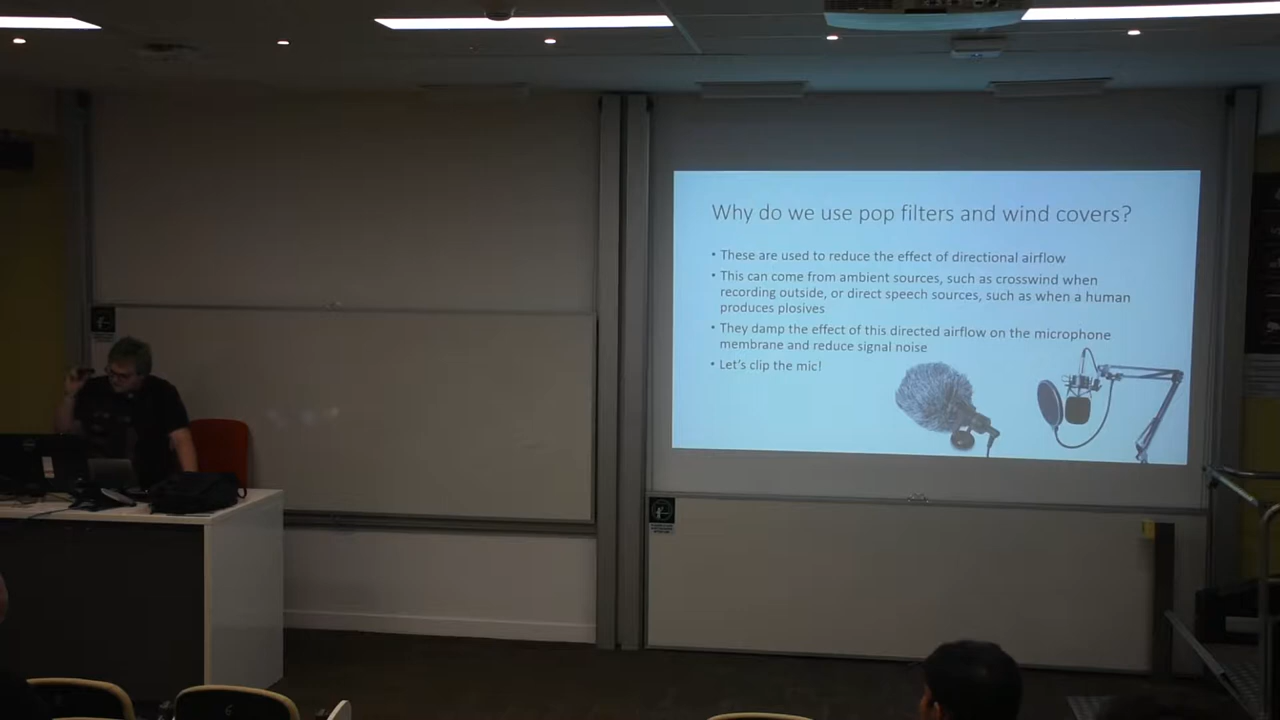 Why do we use pop filters and wind covers?
• These are used to reduce the effect of directional airflow
• This can come from ambient sources, such as crosswind when
recording outside, or direct speech sources, such as when a human
produces plosives
• They damp the effect of this directed airflow on the microphone
membrane and reduce signal noise
• Let's clip the mic!